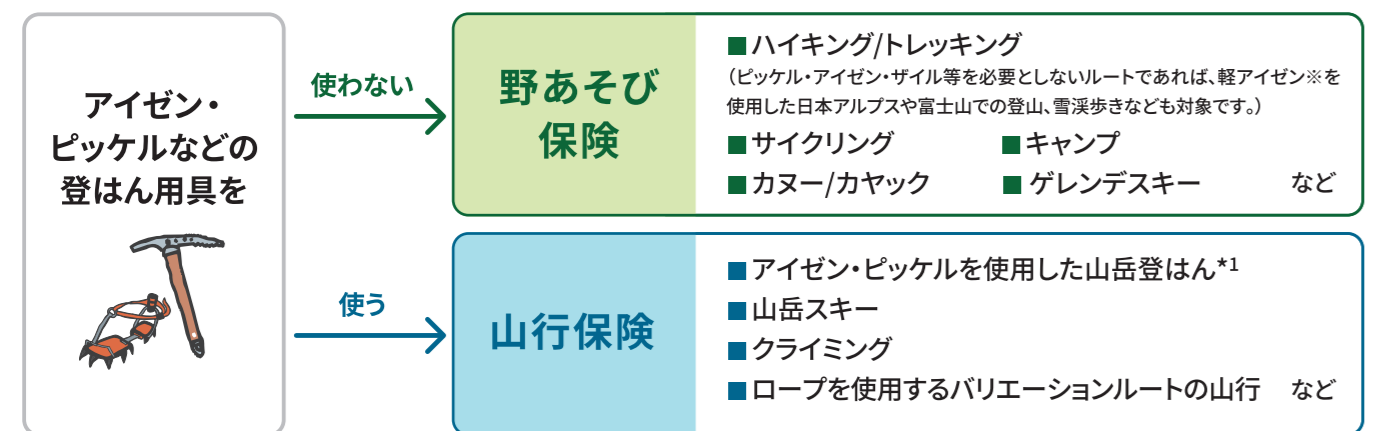 アイゼン・
ピッケルなどの
登はん用具を
使わない
野あそび
保険
■ハイキング/トレッキング
（ピッケル・アイゼン・ザイル等を必要としないルートであれば、軽アイゼン※を
使用した日本アルプスや富士山での登山、雪渓歩きなども対象です。）
■サイクリング ■キャンプ
■カヌー/カヤック ■ゲレンデスキー など
使う
山行保険
■アイゼン・ピッケルを使用した山岳登はん*1
■山岳スキー
■クライミング
■ロープを使用するバリエーションルートの山行 など